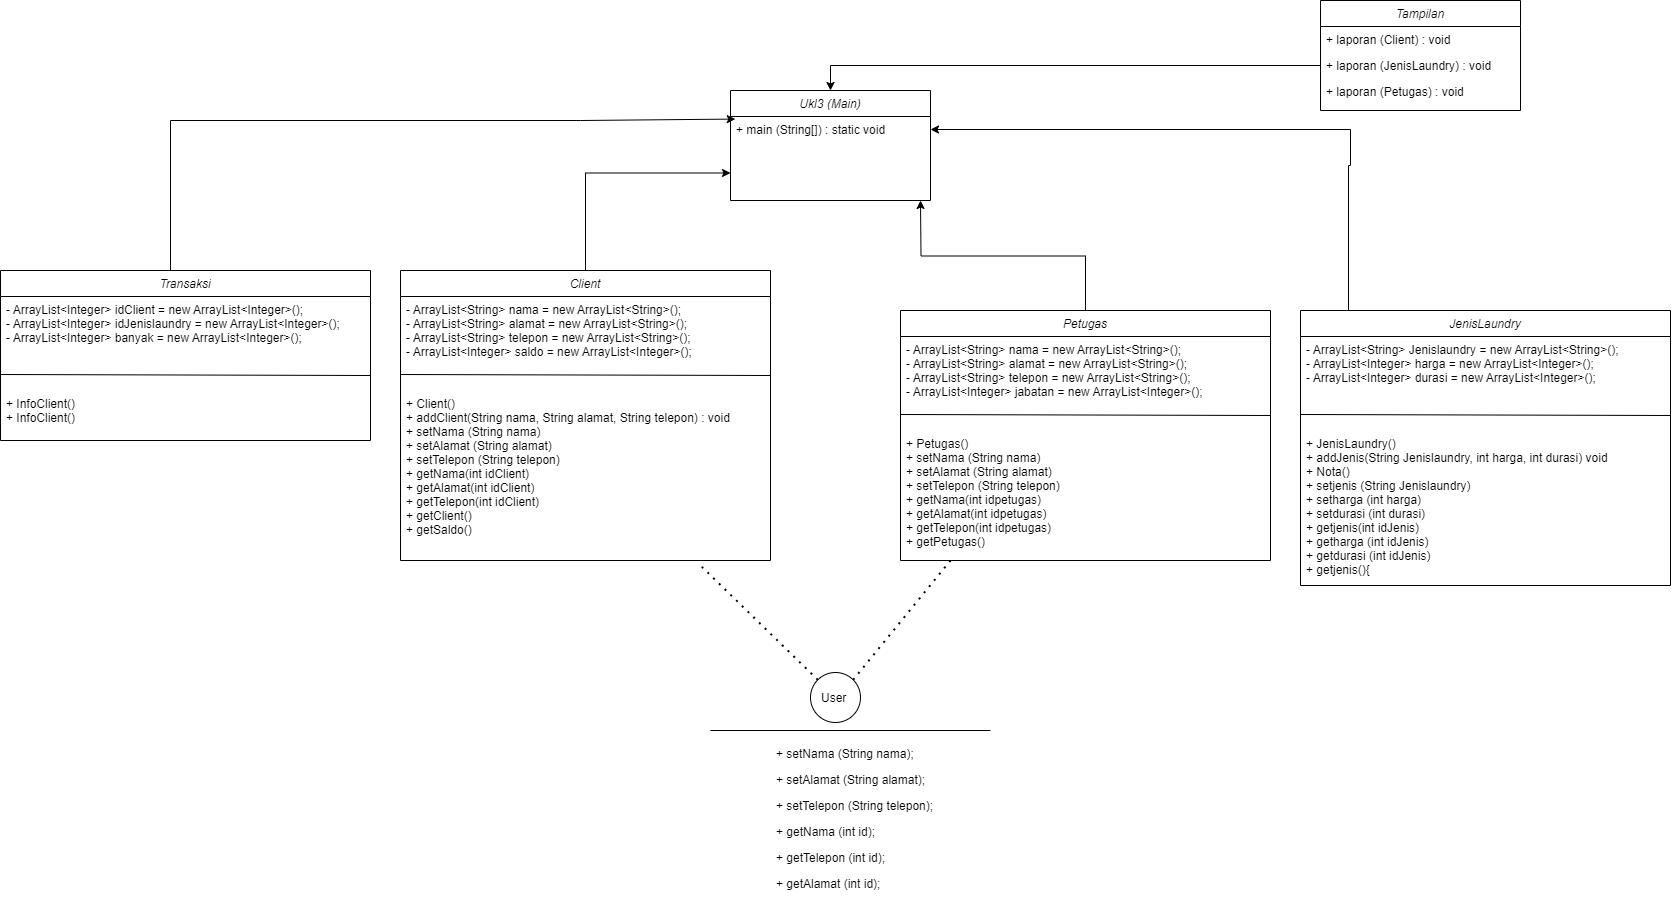 Tampilan
+ laporan (Client) : void
+ laporan (JenisLaundry) : void
+ laporan (Petugas) : void
Ukl3 (Main)
+ main (String[]) : static void
Transaksi
- ArrayList<Integer> idClient = new ArrayList<Integer>();
- ArrayList<Integer> idJenislaundry = new ArrayList<Integer>();
- ArrayList<Integer> banyak = new ArrayList<Integer>();
+ InfoClient()
+ InfoClient()
Client
- ArrayList<String> nama = new ArrayList<String>();
- ArrayList<String> alamat = new ArrayList<String>();
- ArrayList<String> telepon = new ArrayList<String>();
- ArrayList<Integer> saldo = new ArrayList<Integer>();
+ Client()
+ addClient(String nama, String alamat, String telepon) : void
+ setNama (String nama)
+ setAlamat (String alamat)
+ setTelepon (String telepon)
+ getNama(int idClient)
+ getAlamat(int idClient)
+ getTelepon(int idClient)
+ getClient()
+ getSaldo()
Petugas
- ArrayList<String> nama = new ArrayList<String>();
- ArrayList<String> alamat = new ArrayList<String>();
- ArrayList<String> telepon = new ArrayList<String>();
- ArrayList<Integer> jabatan = new ArrayList<Integer>();
+ Petugas()
+ setNama (String nama)
+ setAlamat (String alamat)
+ setTelepon (String telepon)
+ getNama(int idpetugas)
+ getAlamat(int idpetugas)
+ getTelepon(int idpetugas)
+ getPetugas()
JenisLaundry
- ArrayList<String> Jenislaundry = new ArrayList<String>();
- ArrayList<Integer> harga = new ArrayList<Integer>();
- ArrayList<Integer> durasi = new ArrayList<Integer>();
+ JenisLaundry()
+ addJenis(String Jenislaundry, int harga, int durasi) void
+ Nota()
+ setjenis (String Jenislaundry)
+ setharga (int harga)
+ setdurasi (int durasi)
+ getjenis(int idJenis)
+ getharga (int idJenis)
+ getdurasi (int idJenis)
+ getjenis(){
User
+ setNama (String nama);
+ setAlamat (String alamat);
+ setTelepon (String telepon);
+ getNama (int id);
+ getTelepon (int id);
+ getAlamat (int id);